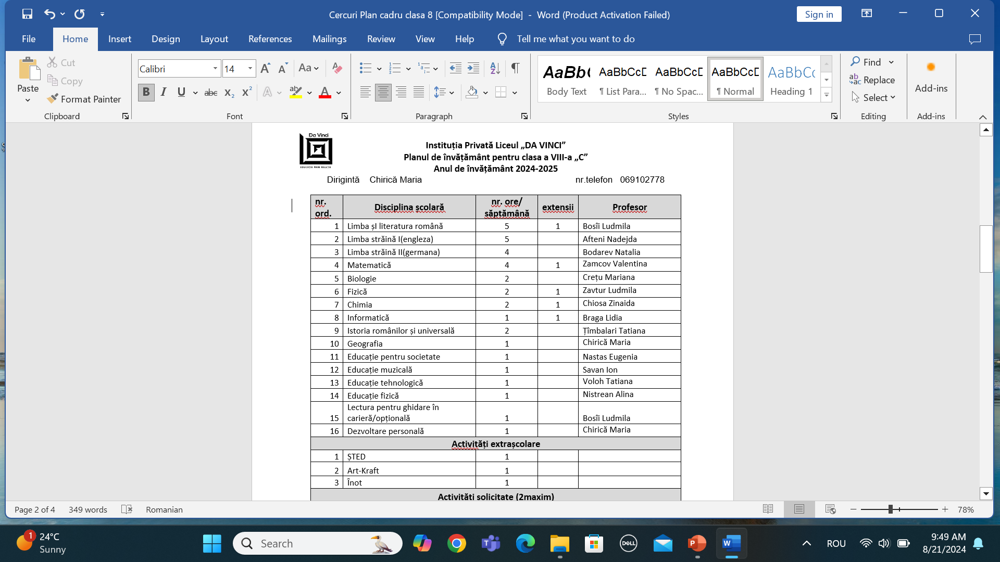 Cercuri Plan cadru clasa 8 [Compatibility Mode] - Word (Product Activation Failed)
Sign in
File Home Insert Design Layout References Mailings Review View Help Tell me what you want to do
Paste
Cut
Copy
Format Painter
Clipboard
Calibri 14
Font
Paragraph
AaBbC AaBbCcD AaBbCcD AaBbCcD AaBbCc
Body Text ¶ List Para... ¶ No Spac... ¶ Normal Heading 1
Styles
Find
Replace
Select
Editing
Add-ins
Add-ins
Da Vinci
EDUCAȚIE PRIN RELAȚIE
Instituția Privată Liceul „DA VINCI”
Planul de învățământ pentru clasa a VIII-a „C”
Anul de învățământ 2024-2025
Dirigintă Chirică Maria nr.telefon 069102778
nr. ord. Disciplina școlară nr. ore/ săptămână extensii Profesor
1 Limba șI literatura română 5 1 Bosîi Ludmila
2 Limba străină I(engleza) 5 Afteni Nadejda
3 Limba străină II(germana) 4 Bodarev Natalia
4 Matematică 4 1 Zamcov Valentina
5 Biologie 2 Crețu Mariana
6 Fizică 2 1 Zavtur Ludmila
7 Chimia 2 1 Chiosa Zinaida
8 Informatică 1 1 Braga Lidia
9 Istoria românilor și universală 2 Țîmbalari Tatiana
10 Geografia 1 Chirică Maria
11 Educație pentru societate 1 Nastas Eugenia
12 Educație muzicală 1 Savan Ion
13 Educație tehnologică 1 Voloh Tatiana
14 Educație fizică 1 Nistrean Alina
Lectura pentru ghidare în
15 carieră/opțională 1 Bosîi Ludmila
16 Dezvoltare personală 1 Chirică Maria
Activități extrașcolare
1 ȘTED 1
2 Art-Kraft 1
3 Înot 1
Activități solicitate (2maxim)
Page 2 of 4 349 words Romanian 78%
1 24°C
Sunny
Search
ROU
9:49 AM
8/21/2024